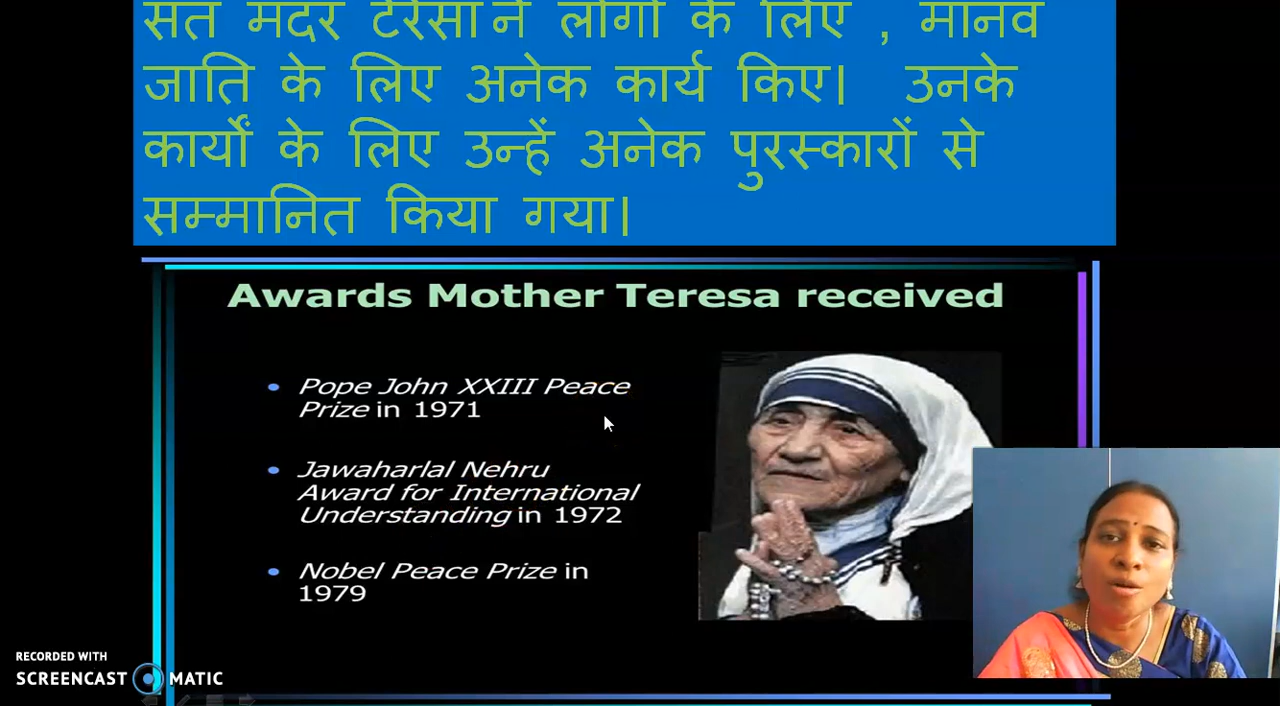 संत मदर टेरेसा ने लोगों के लिए , मानव
जाति के लिए अनेक कार्य किए। उनके
कार्यों के लिए उन्हें अनेक पुरस्कारों से
सम्मानित किया गया।
Awards Mother Teresa received
• Pope John XXIII Peace
Prize in 1971
• Jawaharlal Nehru
Award for International
Understanding in 1972
• Nobel Peace Prize in
1979
RECORDED WITH
SCREENCAST MATIC